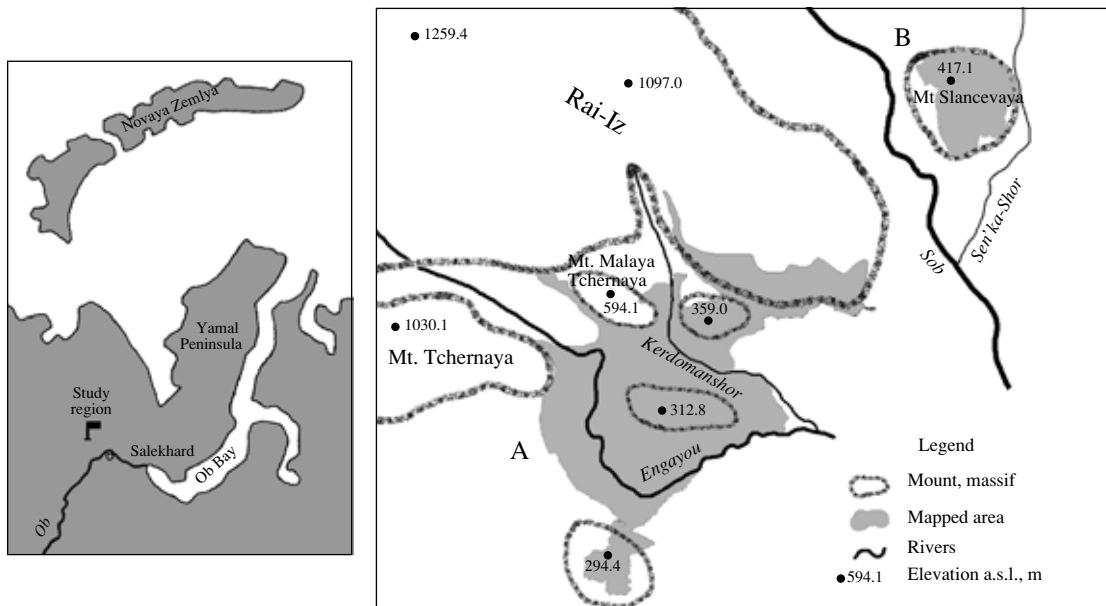 Novaya Zemlya
Yamal
Peninsula
Study
region
Salekhard
Ob Bay
Ob
1259.4
1097.0
Rai-Iz
B
417.1
Mt Slancevaya
Sen'ka-Shor
Sob
Mt. Malaya
Tchernaya
594.1
359.0
1030.1
Mt. Tchernaya
Kerdomanshor
312.8
A
Engayou
294.4
Legend
Mount, massif
Mapped area
Rivers
594.1 Elevation a.s.l., m